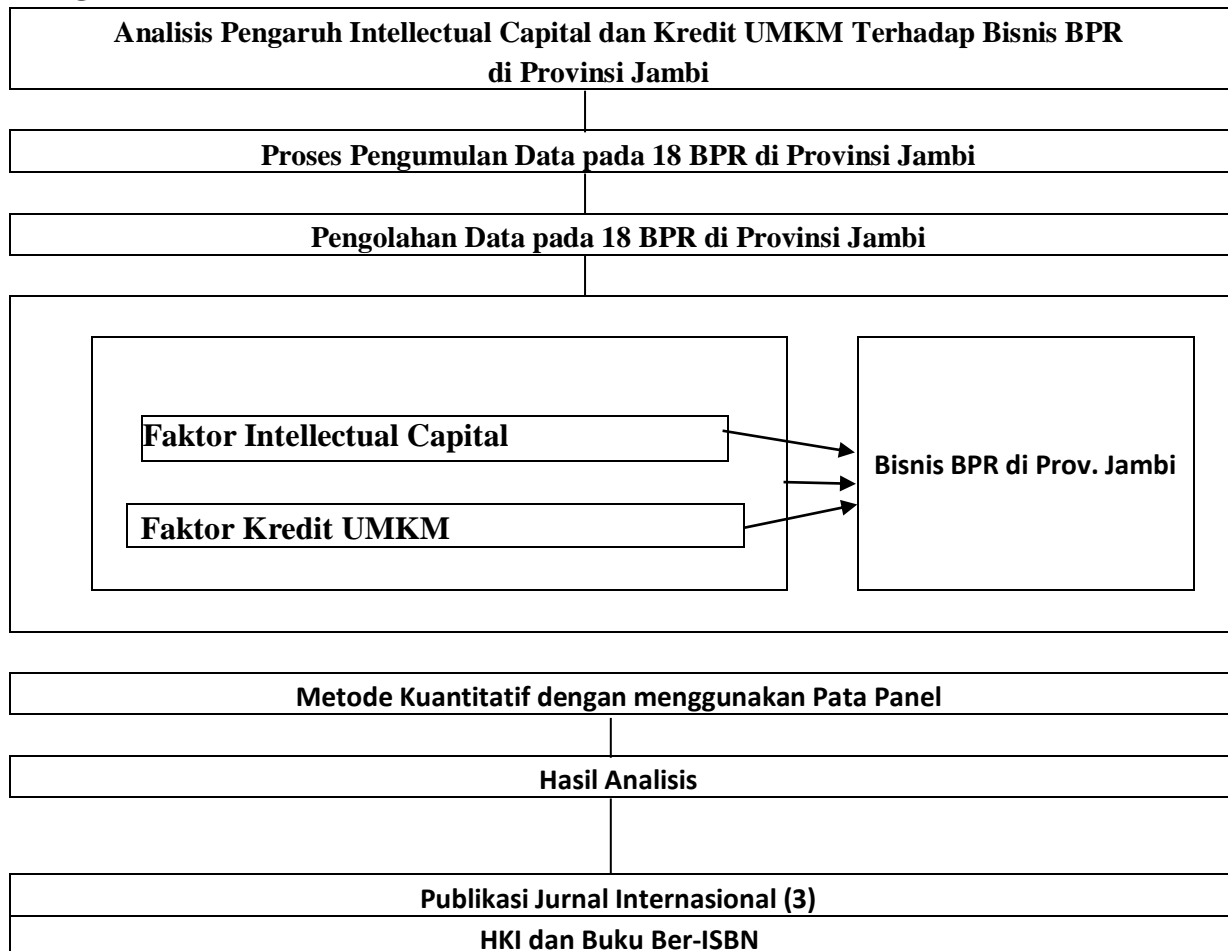 Analisis Pengaruh Intellectual Capital dan Kredit UMKM Terhadap Bisnis BPR
di Provinsi Jambi
Proses Pengumulan Data pada 18 BPR di Provinsi Jambi
Pengolahan Data pada 18 BPR di Provinsi Jambi
Faktor Intellectual Capital
Bisnis BPR di Prov. Jambi
Faktor Kredit UMKM
Metode Kuantitatif dengan menggunakan Pata Panel
Hasil Analisis
Publikasi Jurnal Internasional (3)
HKI dan Buku Ber-ISBN